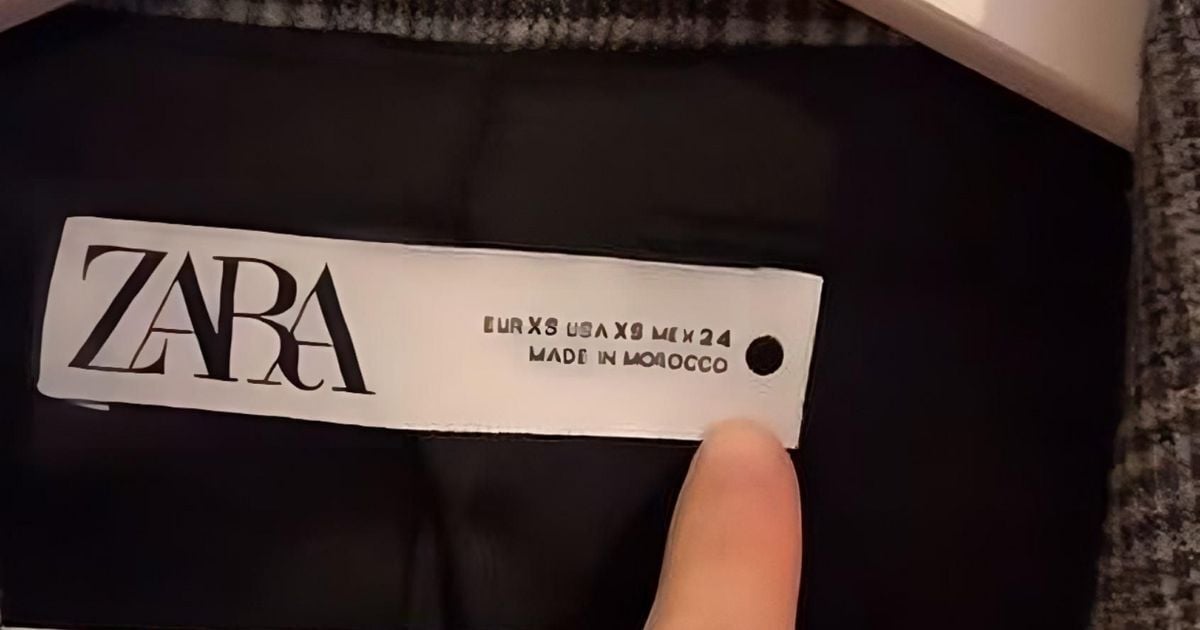 ZARA
EUR XS USA XS MEX 24
MADE IN MOROCCO